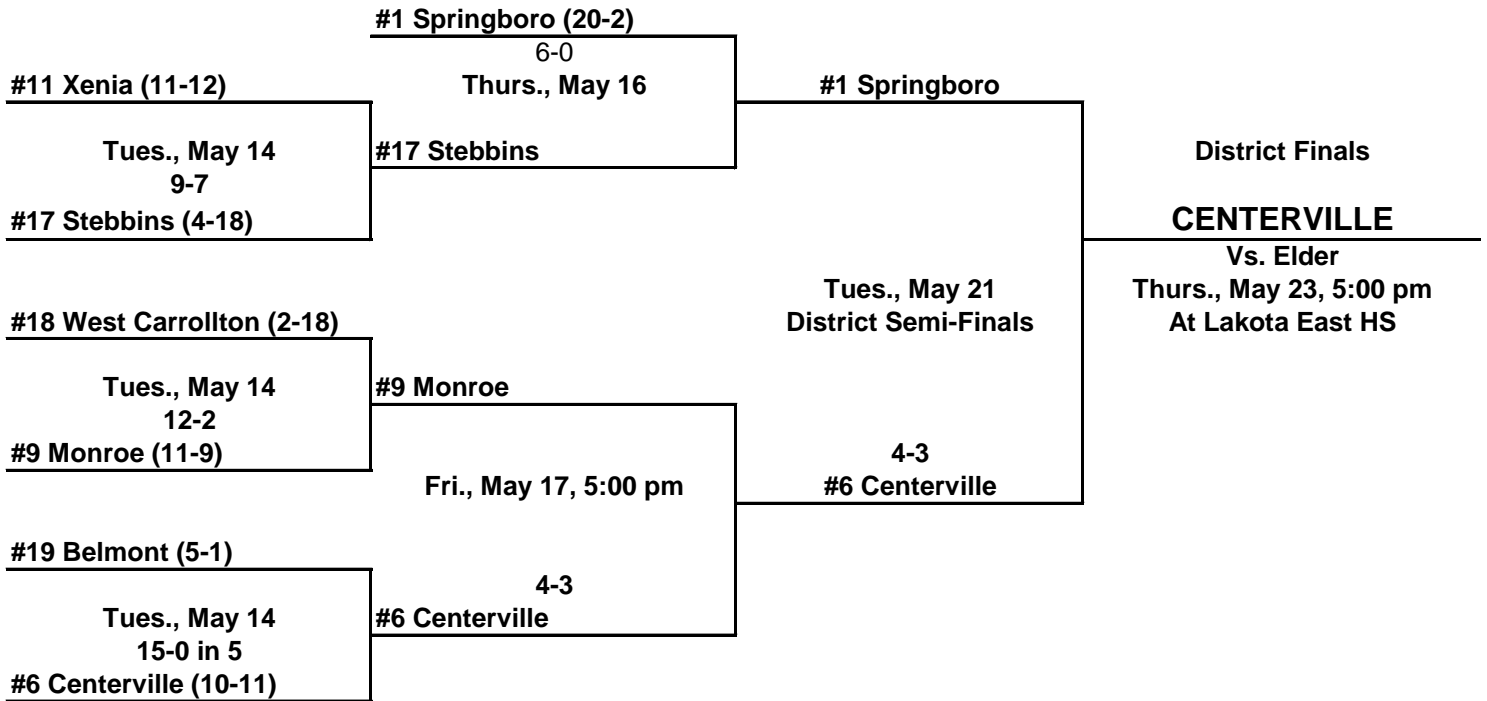 #1 Springboro (20-2)
6-0
#11 Xenia (11-12)
Thurs., May 16
#1 Springboro
Tues., May 14
#17 Stebbins
District Finals
9-7
#17 Stebbins (4-18)
CENTERVILLE
Vs. Elder
Tues., May 21
Thurs., May 23, 5:00 pm
#18 West Carrollton (2-18)
District Semi-Finals
At Lakota East HS
Tues., May 14
#9 Monroe
12-2
#9 Monroe (11-9)
4-3
Fri., May 17, 5:00 pm
#6 Centerville
#19 Belmont (5-1)
4-3
Tues., May 14
#6 Centerville
15-0 in 5
#6 Centerville (10-11)